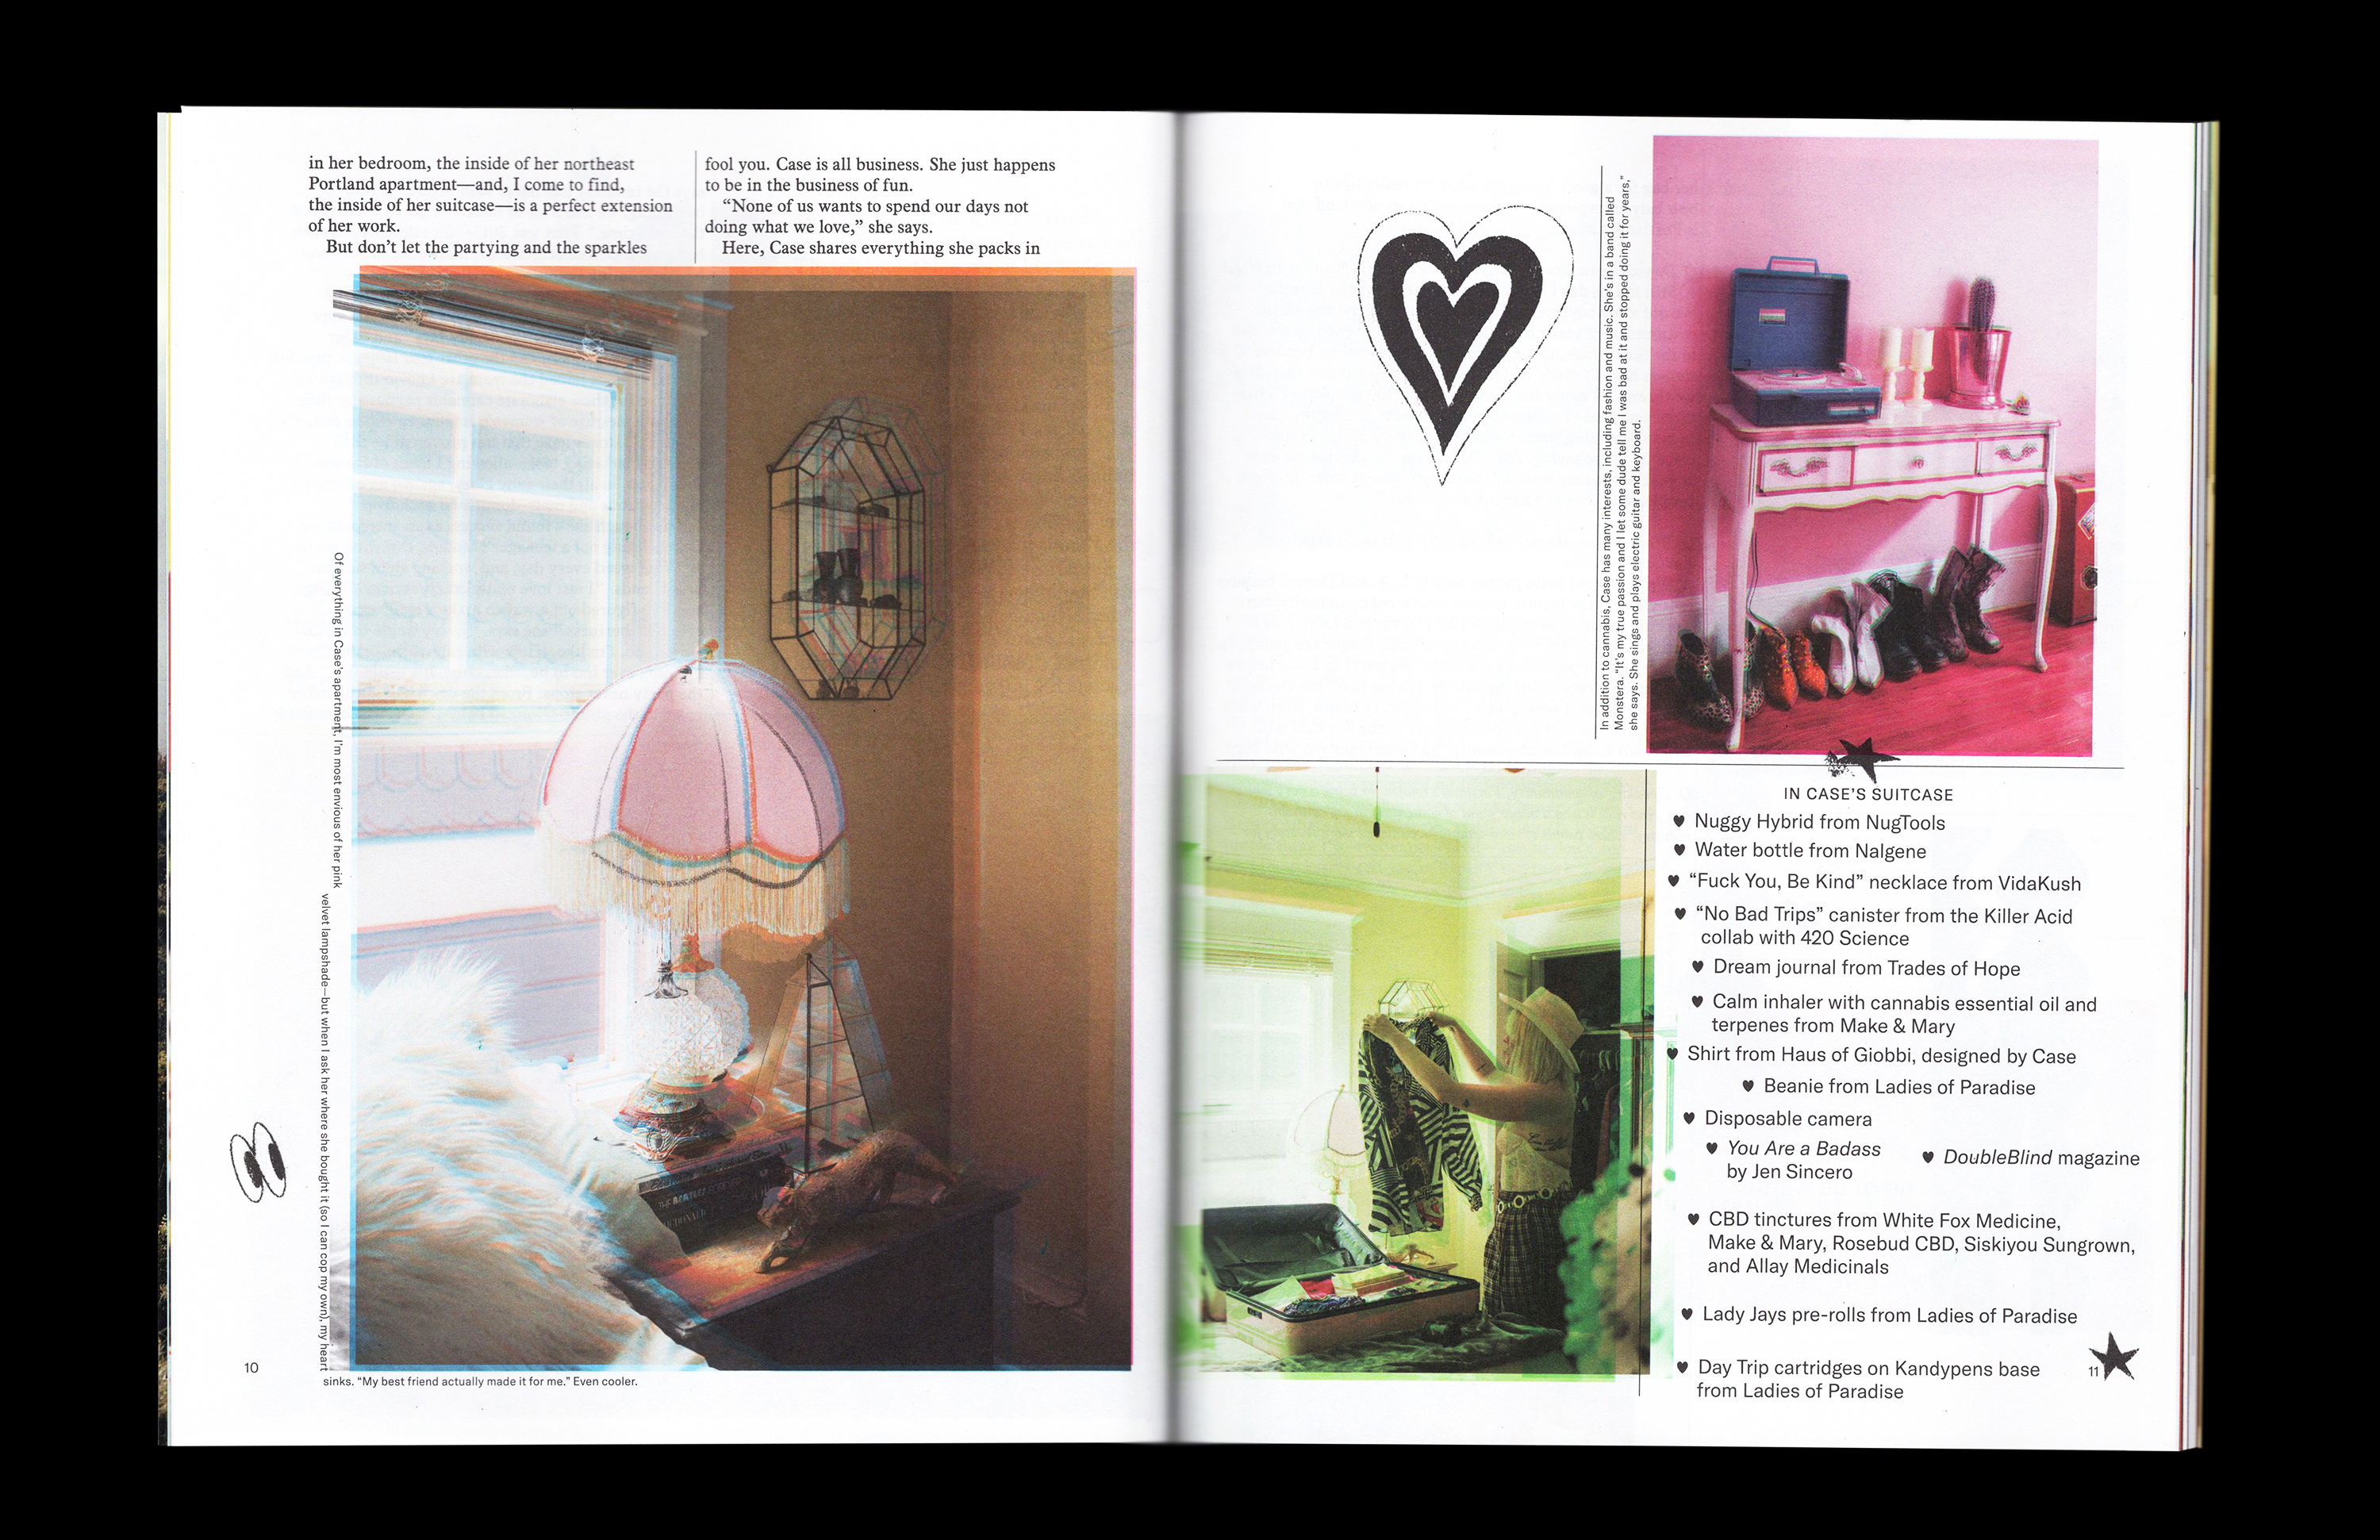 in her bedroom, the inside of her northeast
Portland apartment—and, I come to find,
the inside of her suitcase—is a perfect extension
of her work.
But don’t let the partying and the sparkles
fool you. Case is all business. She just happens
to be in the business of fun.
“None of us wants to spend our days not
doing what we love,” she says.
Here, Case shares everything she packs in
Of everything in Case’s apartment, I’m most envious of her pink
velvet lampshade—but when I ask her where she bought it (so I can cop my own), my heart
sinks. “My best friend actually made it for me.” Even cooler.
10
In addition to cannabis, Case has many interests, including fashion and music. She’s in a band called
Monstera. “It’s my true passion and I let some dude tell me I was bad at it and stopped doing it for years,”
she says. She sings and plays electric guitar and keyboard.
IN CASE’S SUITCASE
Nuggy Hybrid from NugTools
Water bottle from Nalgene
“Fuck You, Be Kind” necklace from VidaKush
“No Bad Trips” canister from the Killer Acid
collab with 420 Science
Dream journal from Trades of Hope
Calm inhaler with cannabis essential oil and
terpenes from Make & Mary
Shirt from Haus of Giobbi, designed by Case
Beanie from Ladies of Paradise
Disposable camera
You Are a Badass
by Jen Sincero
DoubleBlind magazine
CBD tinctures from White Fox Medicine,
Make & Mary, Rosebud CBD, Siskiyou Sungrown,
and Allay Medicinals
Lady Jays pre-rolls from Ladies of Paradise
Day Trip cartridges on Kandypens base
from Ladies of Paradise
11